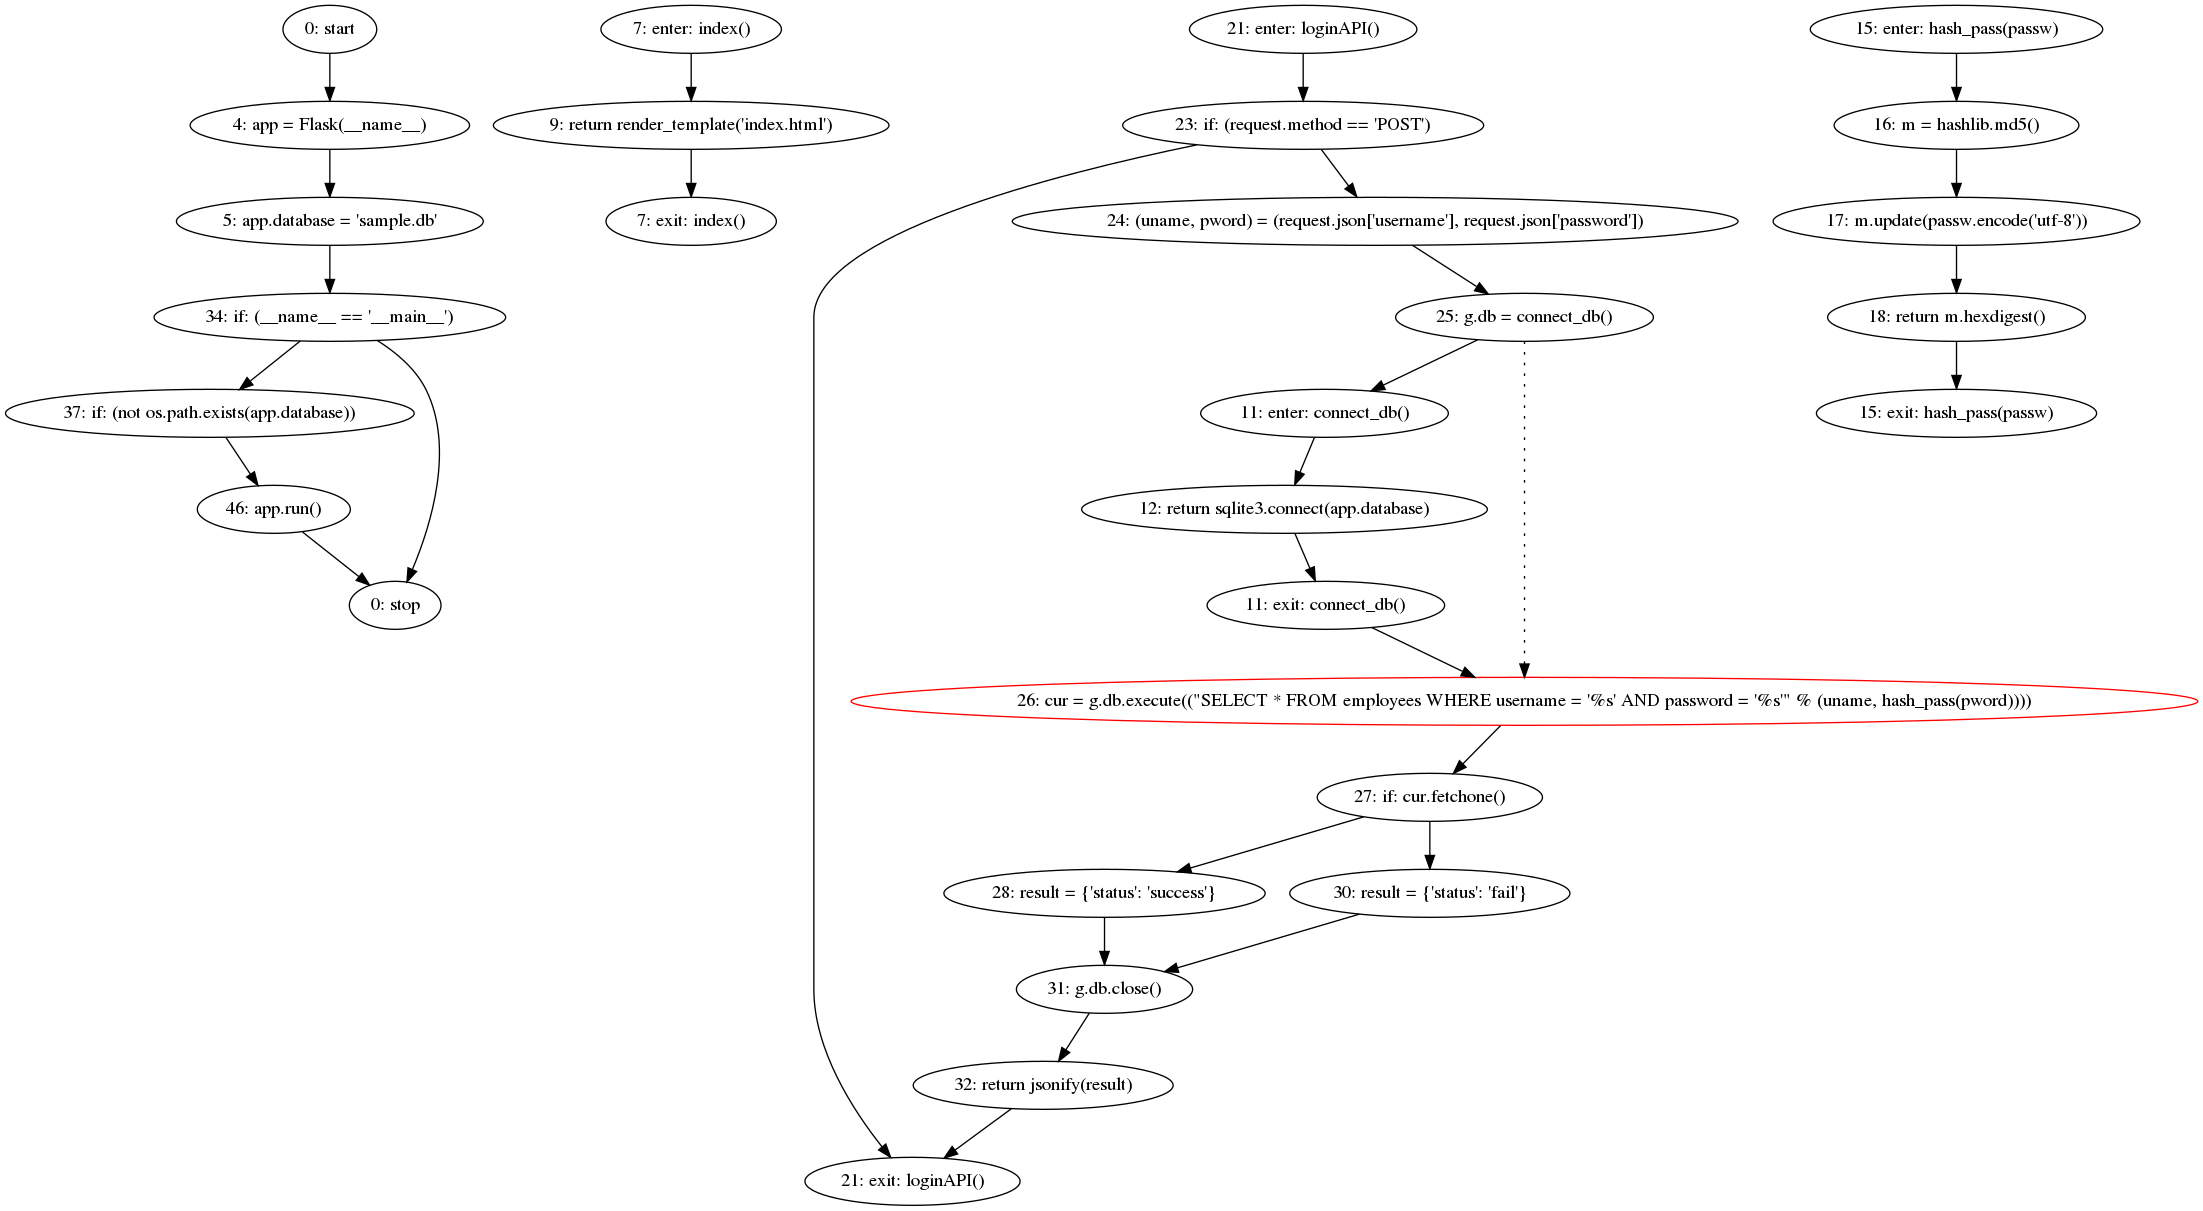 0: start
4: app = Flask(__name__)
5: app.database = 'sample.db'
34: if: (__name__ == '__main__')
37: if: (not os.path.exists(app.database))
46: app.run()
0: stop
7: enter: index()
9: return render_template('index.html')
7: exit: index()
21: enter: loginAPI()
23: if: (request.method == 'POST')
24: (uname, pword) = (request.json['username'], request.json['password'])
25: g.db = connect_db()
11: enter: connect_db()
12: return sqlite3.connect(app.database)
11: exit: connect_db()
26: cur = g.db.execute(("SELECT * FROM employees WHERE username = '%s' AND password = '%s'" % (uname, hash_pass(pword))))
27: if: cur.fetchone()
28: result = {'status': 'success'}
30: result = {'status': 'fail'}
31: g.db.close()
32: return jsonify(result)
21: exit: loginAPI()
15: enter: hash_pass(passw)
16: m = hashlib.md5()
17: m.update(passw.encode('utf-8'))
18: return m.hexdigest()
15: exit: hash_pass(passw)